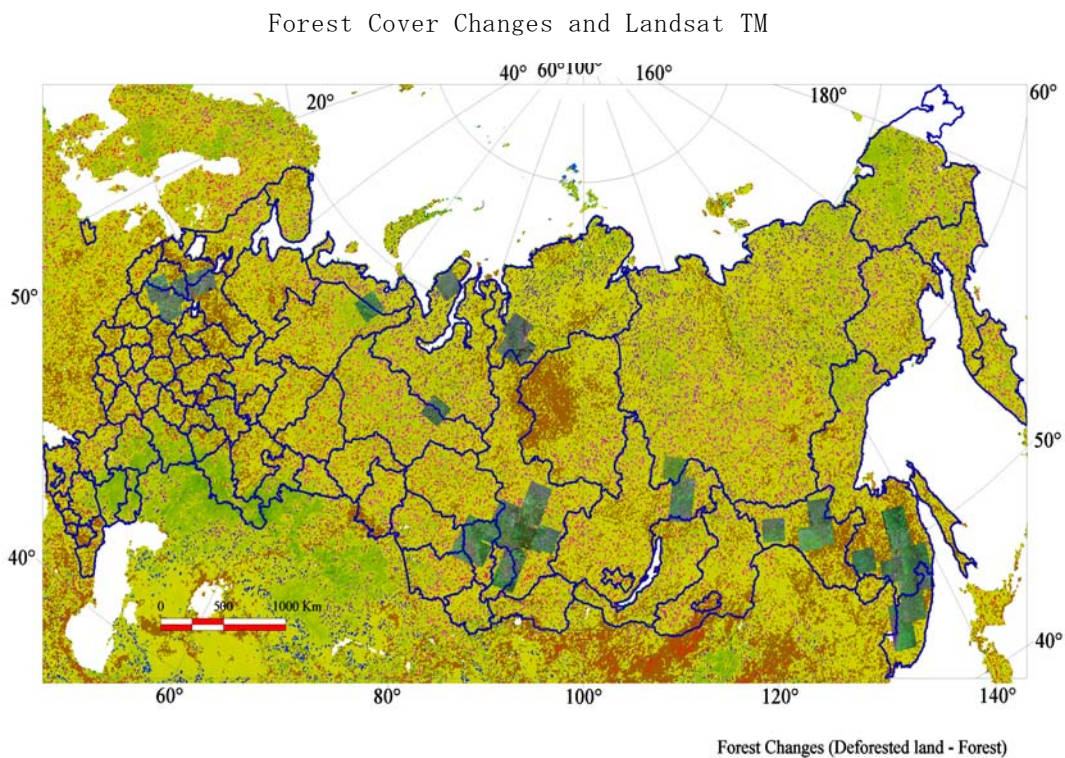 Forest Cover Changes and Landsat TM
40° 60° 100° 160°
20° 180° 60°
50° 50°
40° 40°
0 500 1000 Km
60° 80° 100° 120° 140°
Forest Changes (Deforested land - Forest)